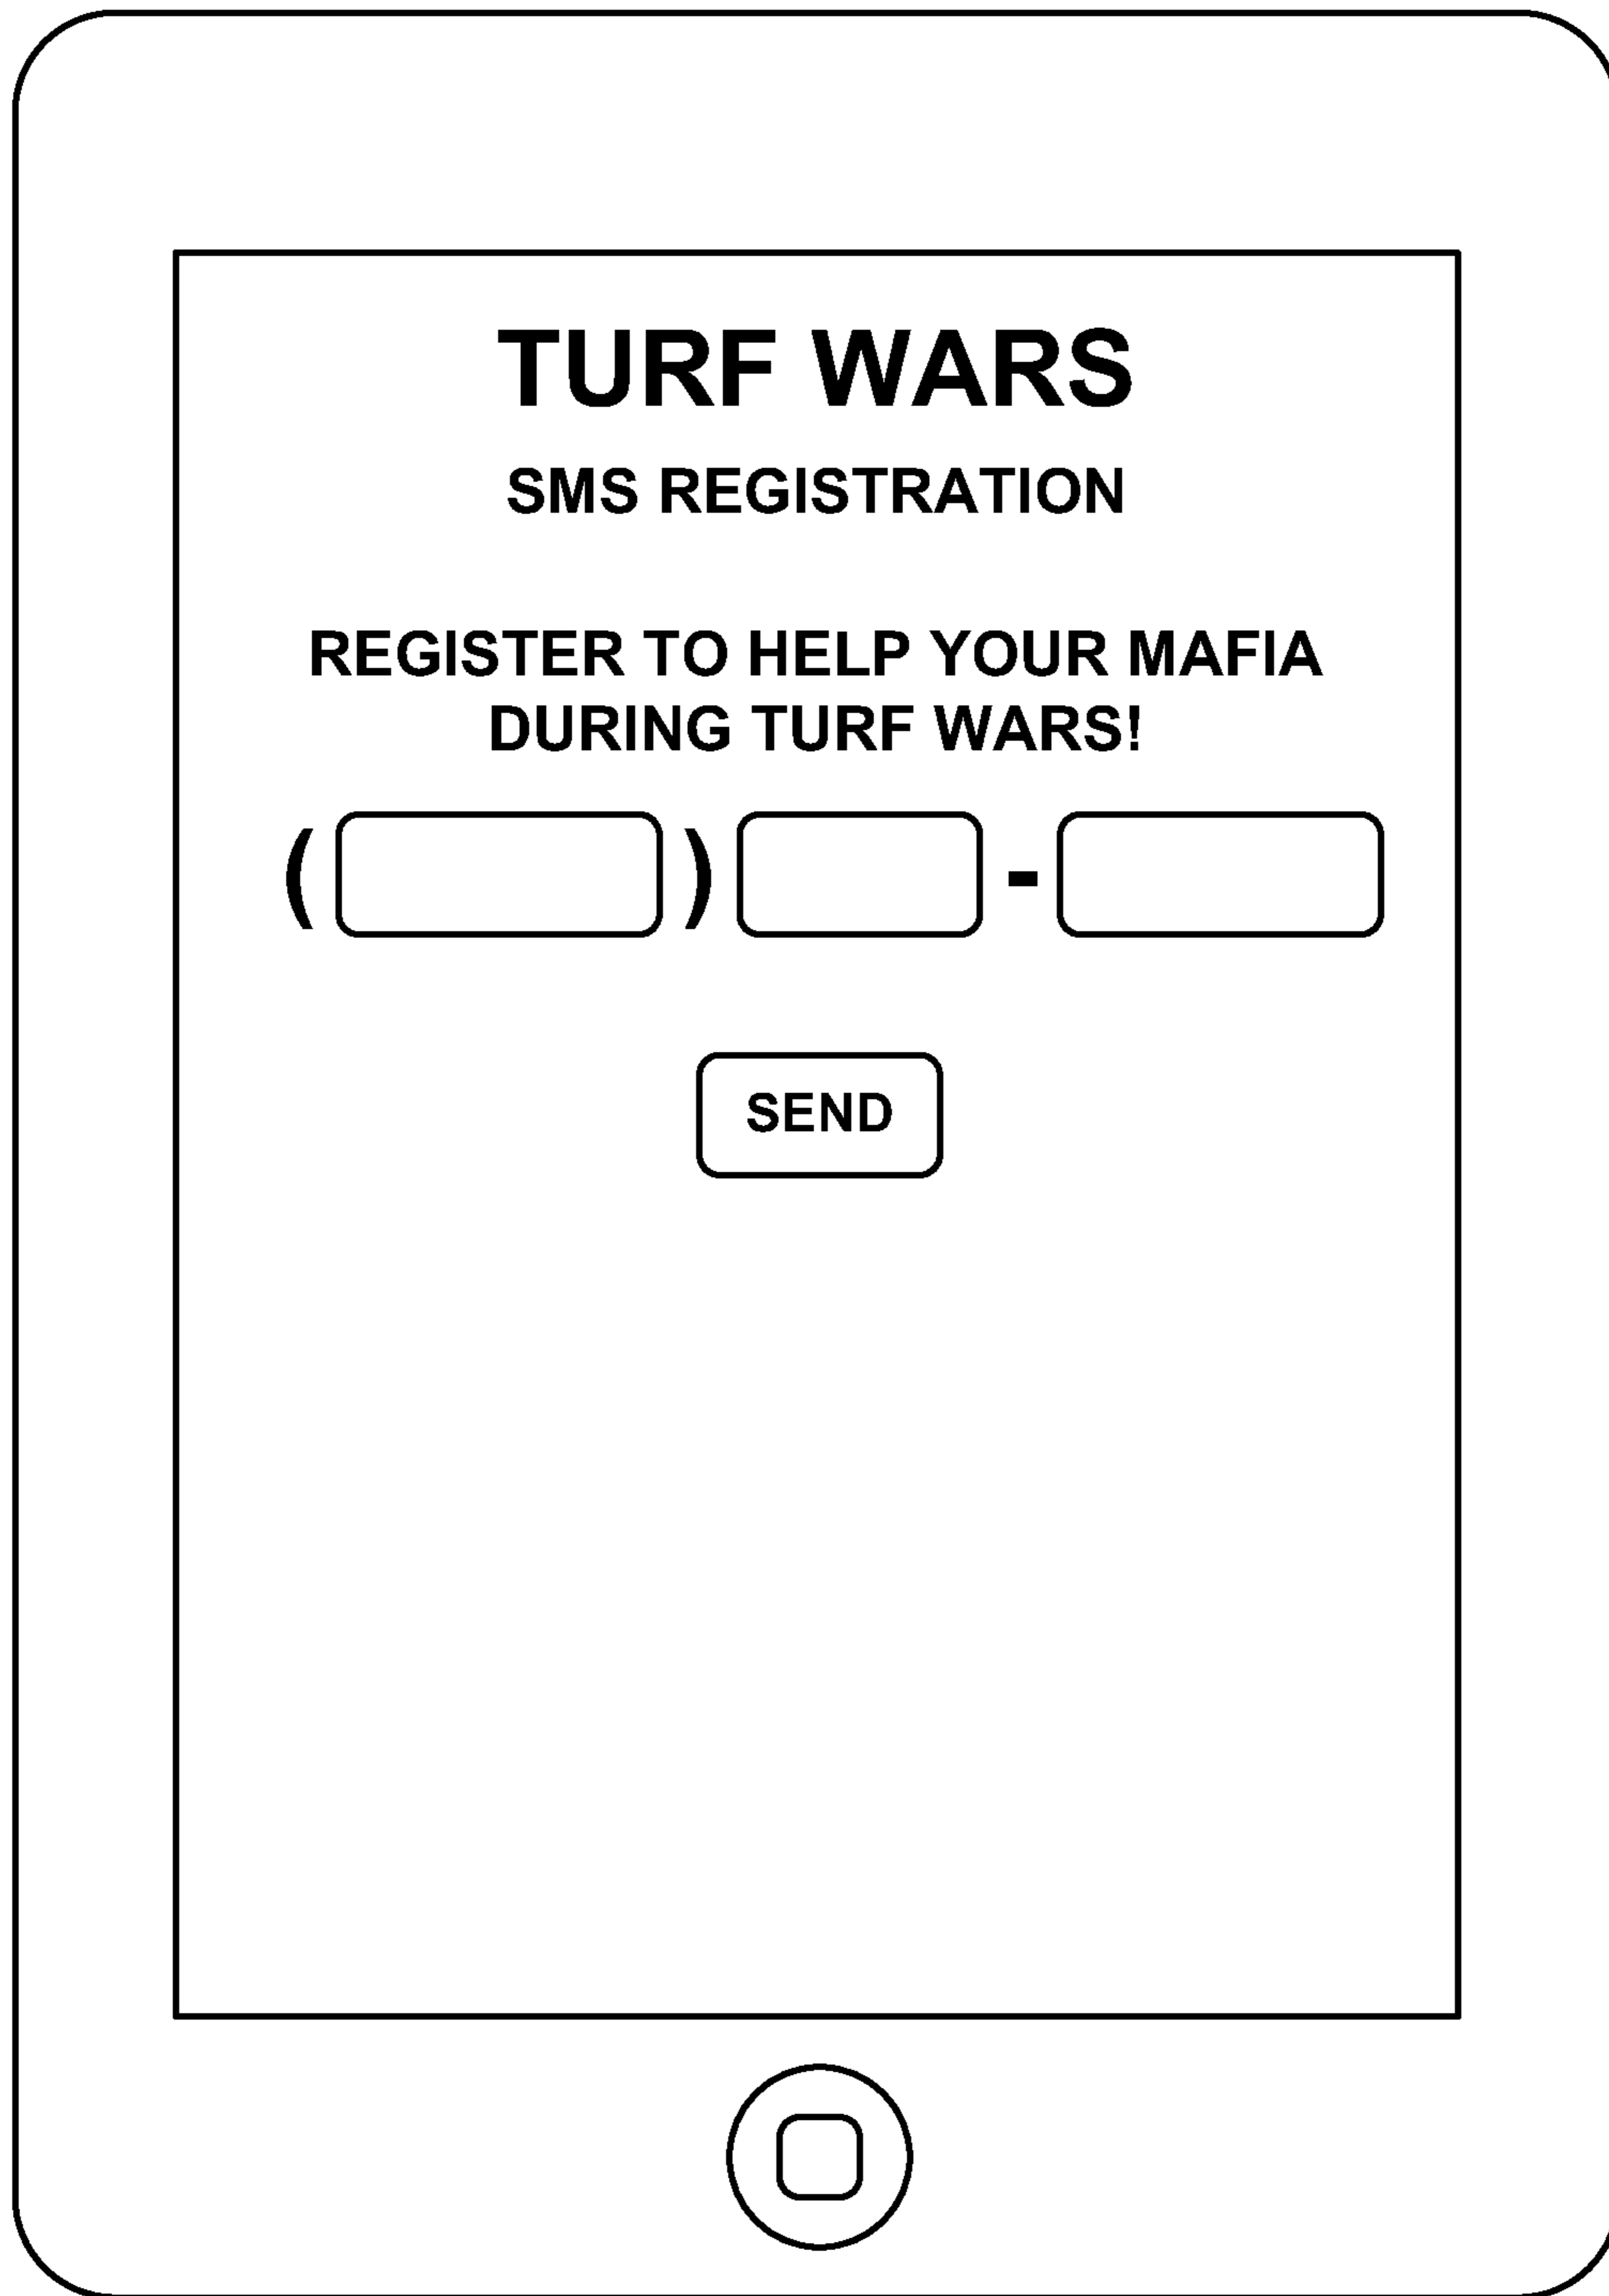 TURF WARS
SMS REGISTRATION
REGISTER TO HELP YOUR MAFIA
DURING TURF WARS!
( ) -
SEND